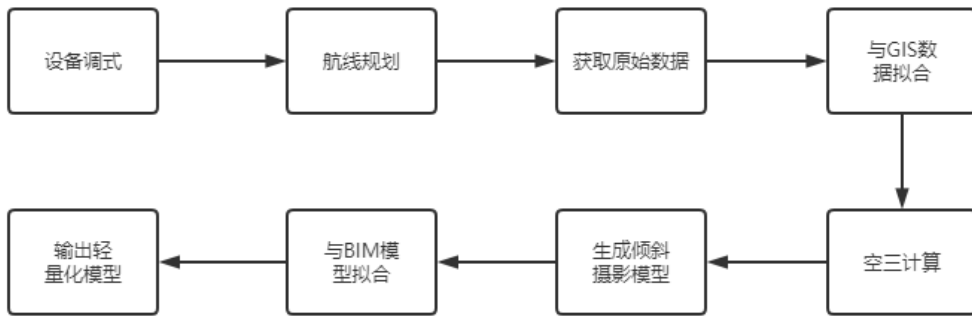 设备调式
航线规划
获取原始数据
与GIS数
据拟合
空三计算
生成倾斜
摄影模型
与BIM模
型拟合
输出轻
量化模型